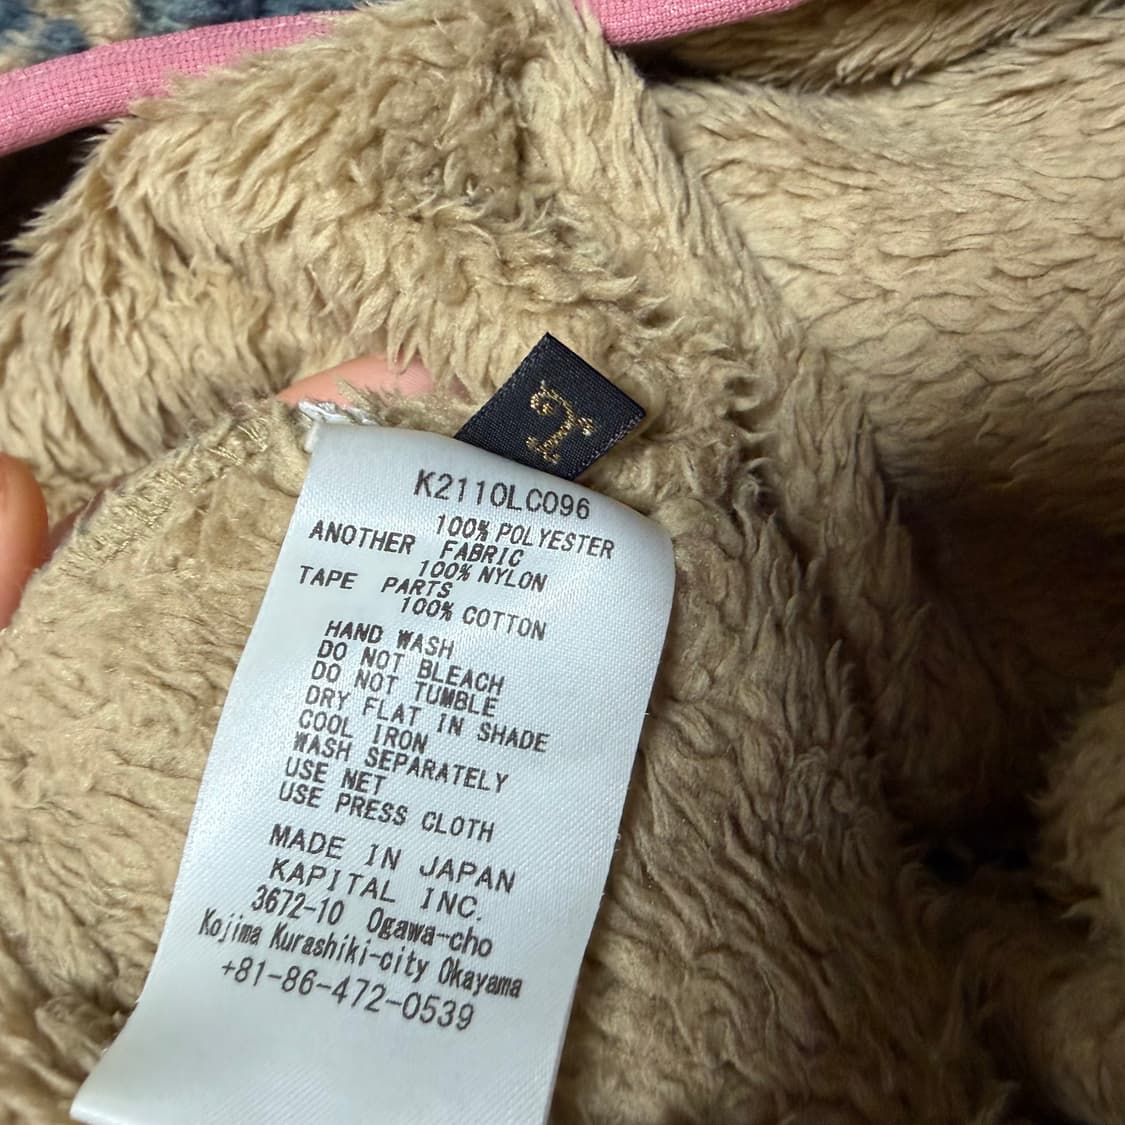 2
K2110LC096
100% POLYESTER
ANOTHER FABRIC
100% NYLON
TAPE PARTS
100% COTTON
HAND WASH
DO NOT BLEACH
DO NOT TUMBLE
DRY FLAT IN SHADE
COOL IRON
WASH SEPARATELY
USE NET
USE PRESS CLOTH
MADE IN JAPAN
KAPITAL INC.
3672-10 Ogawa-cho
Kojima Kurashiki-city Okayama
+81-86-472-0539